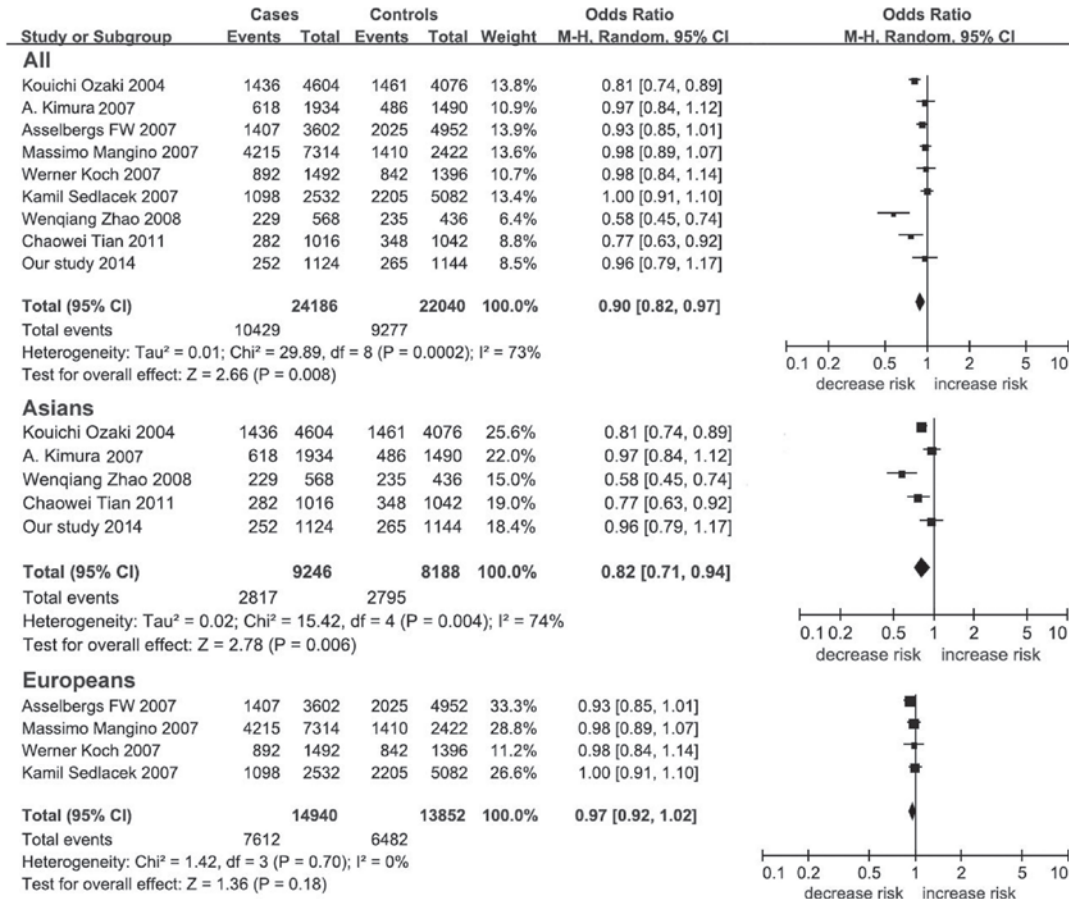 Cases Controls Odds Ratio Odds Ratio
Study or Subgroup Events Total Events Total Weight M-H, Random, 95% CI M-H, Random, 95% CI
All
Kouichi Ozaki 2004 1436 4604 1461 4076 13.8% 0.81 [0.74, 0.89]
A. Kimura 2007 618 1934 486 1490 10.9% 0.97 [0.84, 1.12]
Asselbergs FW 2007 1407 3602 2025 4952 13.9% 0.93 [0.85, 1.01]
Massimo Mangino 2007 4215 7314 1410 2422 13.6% 0.98 [0.89, 1.07]
Werner Koch 2007 892 1492 842 1396 10.7% 0.98 [0.84, 1.14]
Kamil Sedlacek 2007 1098 2532 2205 5082 13.4% 1.00 [0.91, 1.10]
Wenqiang Zhao 2008 229 568 235 436 6.4% 0.58 [0.45, 0.74]
Chaowei Tian 2011 282 1016 348 1042 8.8% 0.77 [0.63, 0.92]
Our study 2014 252 1124 265 1144 8.5% 0.96 [0.79, 1.17]
Total (95% CI) 24186 22040 100.0% 0.90 [0.82, 0.97]
Total events 10429 9277
Heterogeneity: Tau² = 0.01; Chi² = 29.89, df = 8 (P = 0.0002); I² = 73%
Test for overall effect: Z = 2.66 (P = 0.008)
0.1 0.2 0.5 1 2 5 10
decrease risk increase risk
Asians
Kouichi Ozaki 2004 1436 4604 1461 4076 25.6% 0.81 [0.74, 0.89]
A. Kimura 2007 618 1934 486 1490 22.0% 0.97 [0.84, 1.12]
Wenqiang Zhao 2008 229 568 235 436 15.0% 0.58 [0.45, 0.74]
Chaowei Tian 2011 282 1016 348 1042 19.0% 0.77 [0.63, 0.92]
Our study 2014 252 1124 265 1144 18.4% 0.96 [0.79, 1.17]
Total (95% CI) 9246 8188 100.0% 0.82 [0.71, 0.94]
Total events 2817 2795
Heterogeneity: Tau² = 0.02; Chi² = 15.42, df = 4 (P = 0.004); I² = 74%
Test for overall effect: Z = 2.78 (P = 0.006)
0.1 0.2 0.5 1 2 5 10
decrease risk increase risk
Europeans
Asselbergs FW 2007 1407 3602 2025 4952 33.3% 0.93 [0.85, 1.01]
Massimo Mangino 2007 4215 7314 1410 2422 28.8% 0.98 [0.89, 1.07]
Werner Koch 2007 892 1492 842 1396 11.2% 0.98 [0.84, 1.14]
Kamil Sedlacek 2007 1098 2532 2205 5082 26.6% 1.00 [0.91, 1.10]
Total (95% CI) 14940 13852 100.0% 0.97 [0.92, 1.02]
Total events 7612 6482
Heterogeneity: Chi² = 1.42, df = 3 (P = 0.70); I² = 0%
Test for overall effect: Z = 1.36 (P = 0.18)
0.1 0.2 0.5 1 2 5 10
decrease risk increase risk